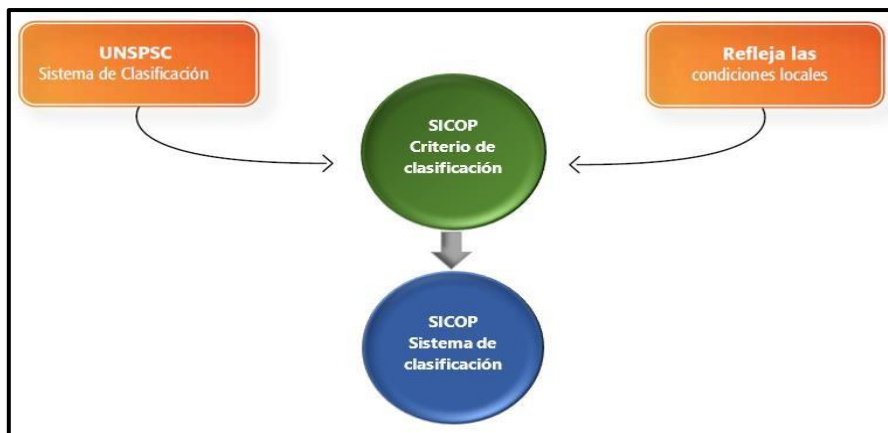 UNSPSC
Sistema de Clasificación
Refleja las
condiciones locales
SICOP
Criterio de
clasificación
SICOP
Sistema de
clasificación